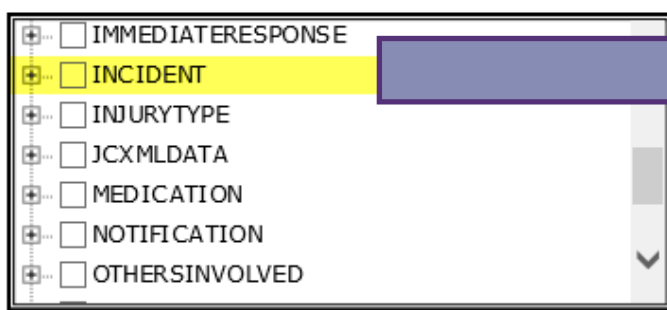 IMMEDIATERESPONSE
INCIDENT
INJURYTYPE
JCXMLDATA
MEDICATION
NOTIFICATION
OTHERSINVOLVED